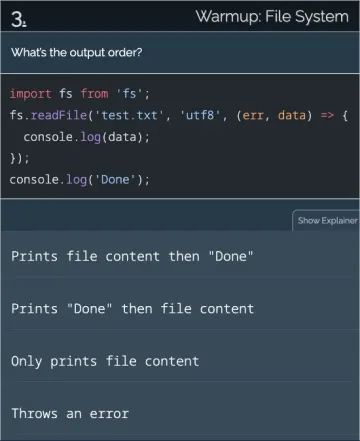 3. Warmup: File System
What's the output order?
import fs from 'fs';
fs.readFile('test.txt', 'utf8', (err, data) => {
  console.log(data);
});
console.log('Done');
Show Explainer
Prints file content then "Done"
Prints "Done" then file content
Only prints file content
Throws an error